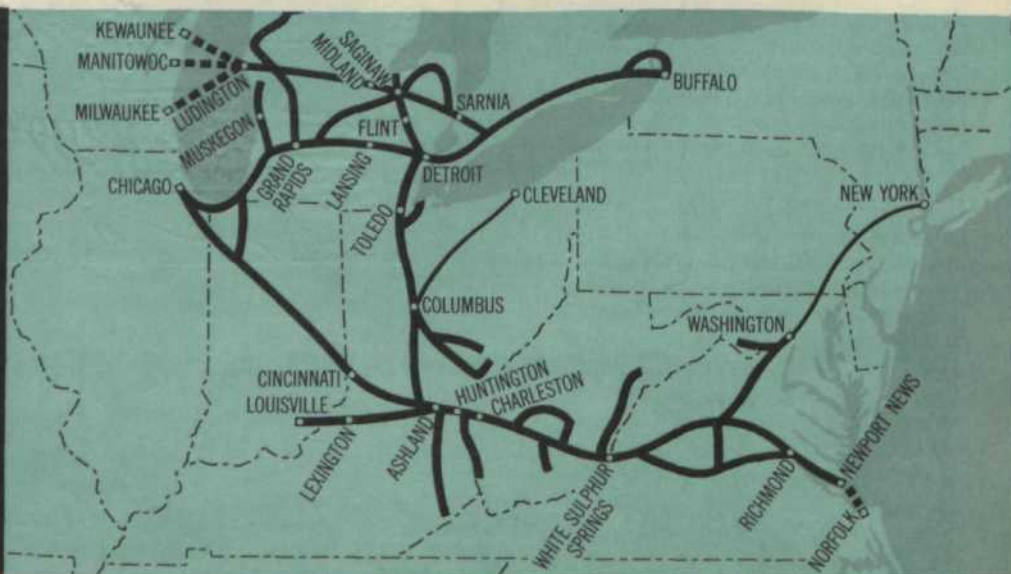 KEWAUNEE
MANITOWOC
MILWAUKEE
LUDINGTON
MUSKEGON
SAGINAW
MIDLAND
SARNIA
BUFFALO
FLINT
GRAND
RAPIDS
LANSING
DETROIT
CHICAGO
TOLEDO
CLEVELAND
NEW YORK
COLUMBUS
WASHINGTON
CINCINNATI
LOUISVILLE
HUNTINGTON
CHARLESTON
LEXINGTON
ASHLAND
WHITE SULPHUR
SPRINGS
RICHMOND
NEWPORT NEWS
NORFOLK